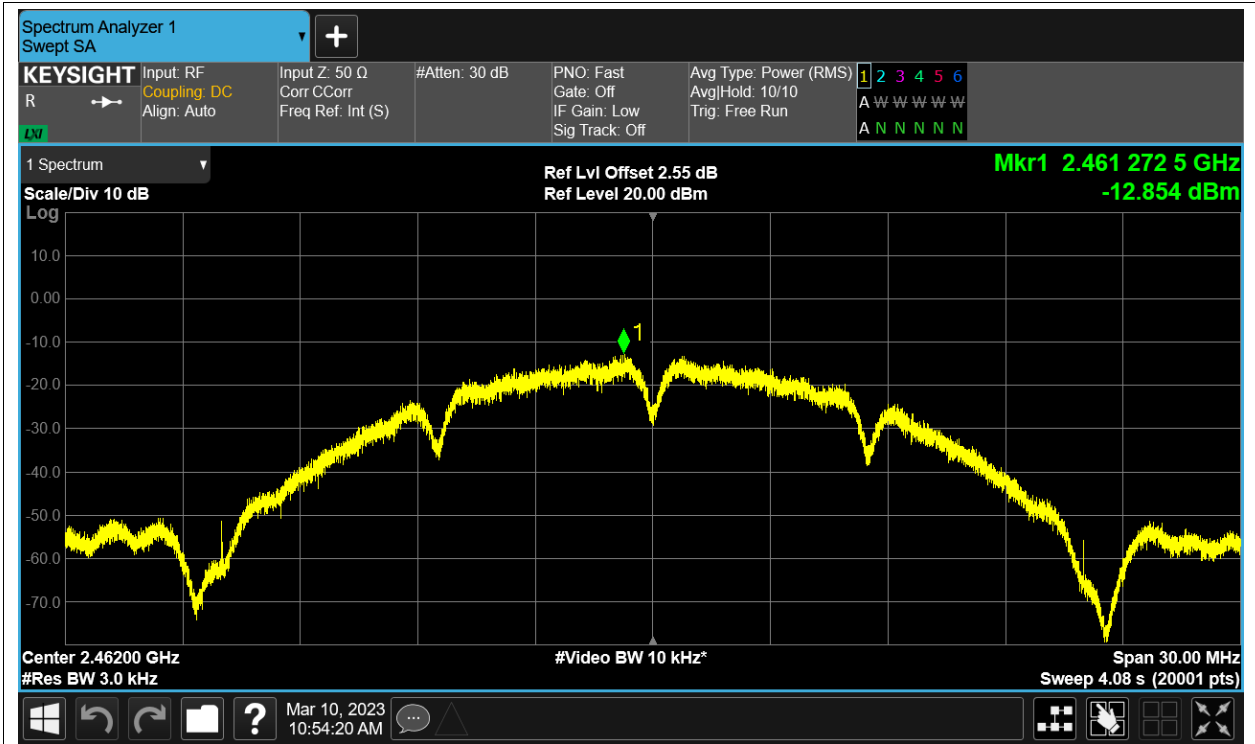 Spectrum Analyzer 1
Swept SA
KEYSIGHT
R
LXI
Input: RF
Coupling: DC
Align: Auto
Input Z: 50 Ω
Corr CCorr
Freq Ref: Int (S)
#Atten: 30 dB
PNO: Fast
Gate: Off
IF Gain: Low
Sig Track: Off
Avg Type: Power (RMS)
Avg|Hold: 10/10
Trig: Free Run
1 2 3 4 5 6
A W W W W W
A N N N N N
1 Spectrum
Scale/Div 10 dB
Log
Ref Lvl Offset 2.55 dB
Ref Level 20.00 dBm
Mkr1 2.461 272 5 GHz
-12.854 dBm
10.0
0.00
-10.0
-20.0
-30.0
-40.0
-50.0
-60.0
-70.0
1
Center 2.46200 GHz
#Res BW 3.0 kHz
#Video BW 10 kHz*
Span 30.00 MHz
Sweep 4.08 s (20001 pts)
?
Mar 10, 2023
10:54:20 AM